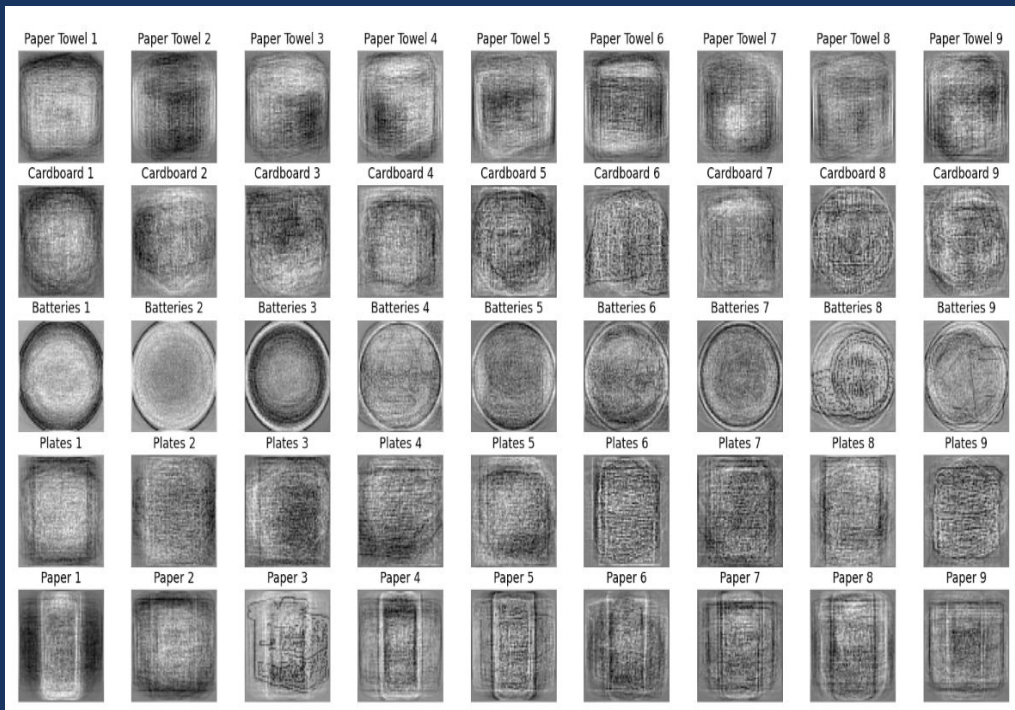 Paper Towel 1 Paper Towel 2 Paper Towel 3 Paper Towel 4 Paper Towel 5 Paper Towel 6 Paper Towel 7 Paper Towel 8 Paper Towel 9
Cardboard 1 Cardboard 2 Cardboard 3 Cardboard 4 Cardboard 5 Cardboard 6 Cardboard 7 Cardboard 8 Cardboard 9
Batteries 1 Batteries 2 Batteries 3 Batteries 4 Batteries 5 Batteries 6 Batteries 7 Batteries 8 Batteries 9
Plates 1 Plates 2 Plates 3 Plates 4 Plates 5 Plates 6 Plates 7 Plates 8 Plates 9
Paper 1 Paper 2 Paper 3 Paper 4 Paper 5 Paper 6 Paper 7 Paper 8 Paper 9